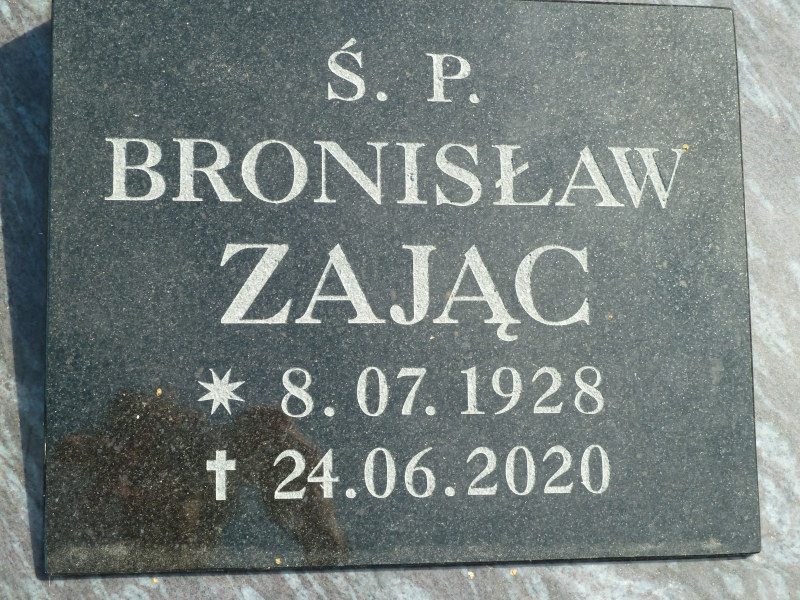 Ś. P.
BRONISŁAW
ZAJĄC
✴ 8. 07. 1928
✝ 24.06.2020